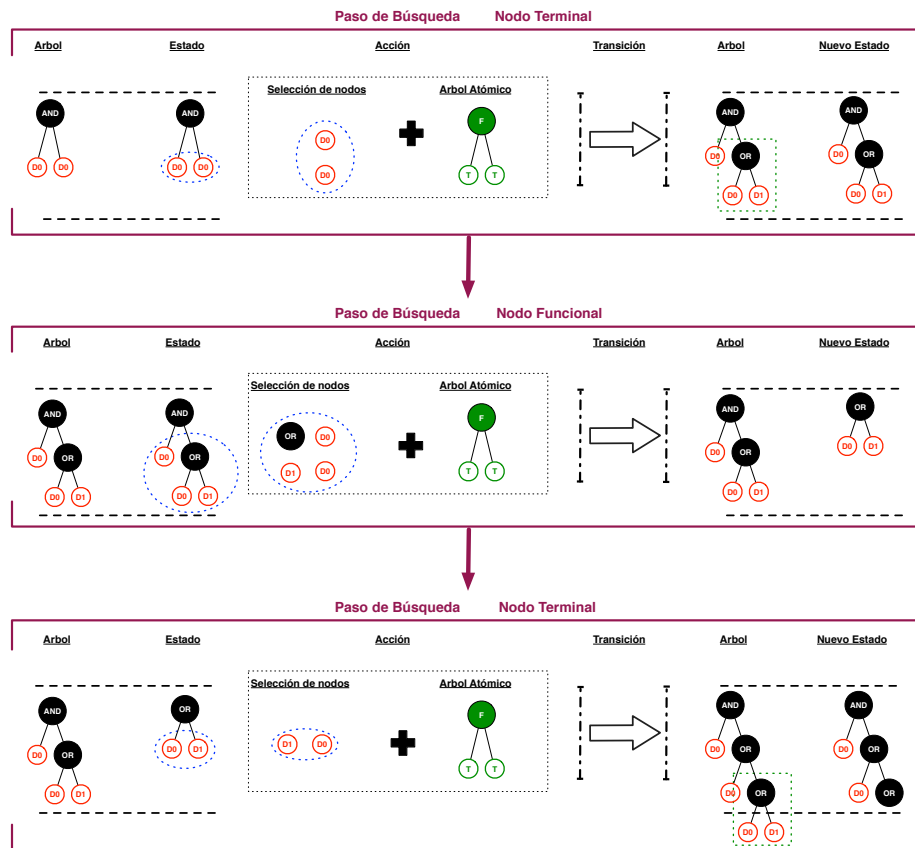 Paso de Búsqueda Nodo Terminal
Arbol Estado Acción Transición Arbol Nuevo Estado
Selección de nodos Arbol Atómico
AND AND D0 F AND AND
D0 D0 D0 D0 D0 T T D0 OR D0 OR
D0 D1 D0 D1
Paso de Búsqueda Nodo Funcional
Arbol Estado Acción Transición Arbol Nuevo Estado
Selección de nodos Arbol Atómico
AND AND OR D0 F AND OR
D0 OR D0 OR D1 D0 T T D0 OR D0 D1
D0 D1 D0 D1 D0 D1
Paso de Búsqueda Nodo Terminal
Arbol Estado Acción Transición Arbol Nuevo Estado
Selección de nodos Arbol Atómico
AND OR F AND AND
D0 OR D0 D1 D1 D0 T T D0 OR D0 OR
D0 D1 D0 OR D0 OR
D0 D1